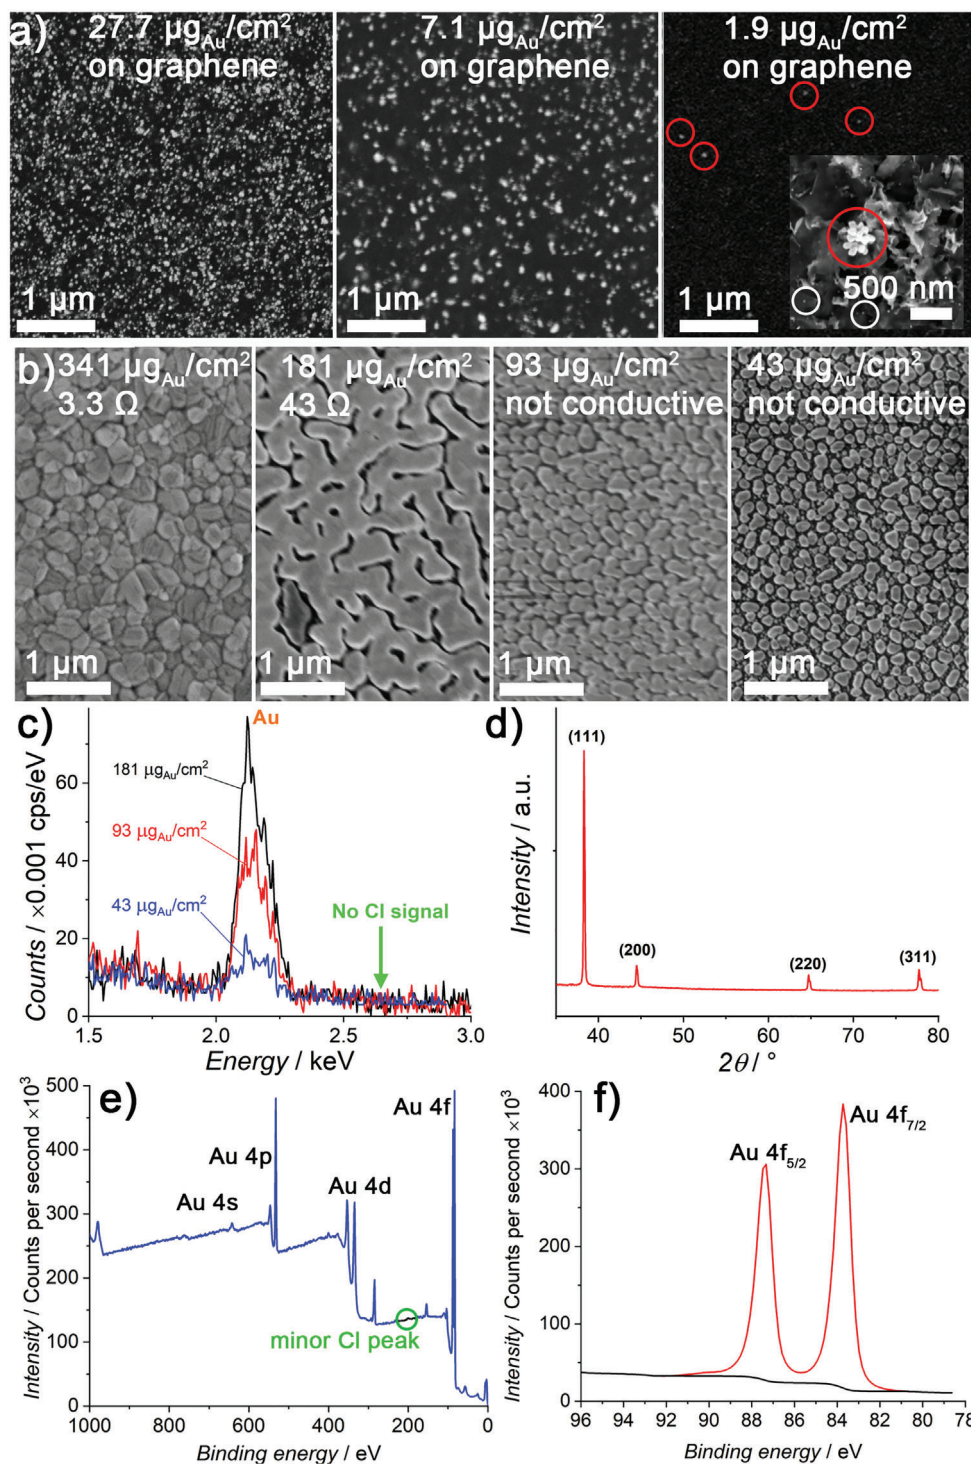 a)
27.7 μgAu/cm²
on graphene
1 μm
7.1 μgAu/cm²
on graphene
1 μm
1.9 μgAu/cm²
on graphene
500 nm
1 μm
b)
341 μgAu/cm²
3.3 Ω
1 μm
181 μgAu/cm²
43 Ω
1 μm
93 μgAu/cm²
not conductive
1 μm
43 μgAu/cm²
not conductive
1 μm
c)
Au
181 μgAu/cm²
93 μgAu/cm²
43 μgAu/cm²
No Cl signal
Counts / ×0.001 cps/eV
60
40
20
0
1.5
2.0
2.5
3.0
Energy / keV
d)
(111)
(200)
(220)
(311)
Intensity / a.u.
40
50
60
70
80
2θ / °
e)
Au 4f
Au 4p
Au 4d
Au 4s
minor Cl peak
Intensity / Counts per second ×10³
500
400
300
200
100
0
1000
800
600
400
200
0
Binding energy / eV
f)
Au 4f7/2
Au 4f5/2
Intensity / Counts per second ×10³
400
300
200
100
0
96
94
92
90
88
86
84
82
80
78
Binding energy / eV